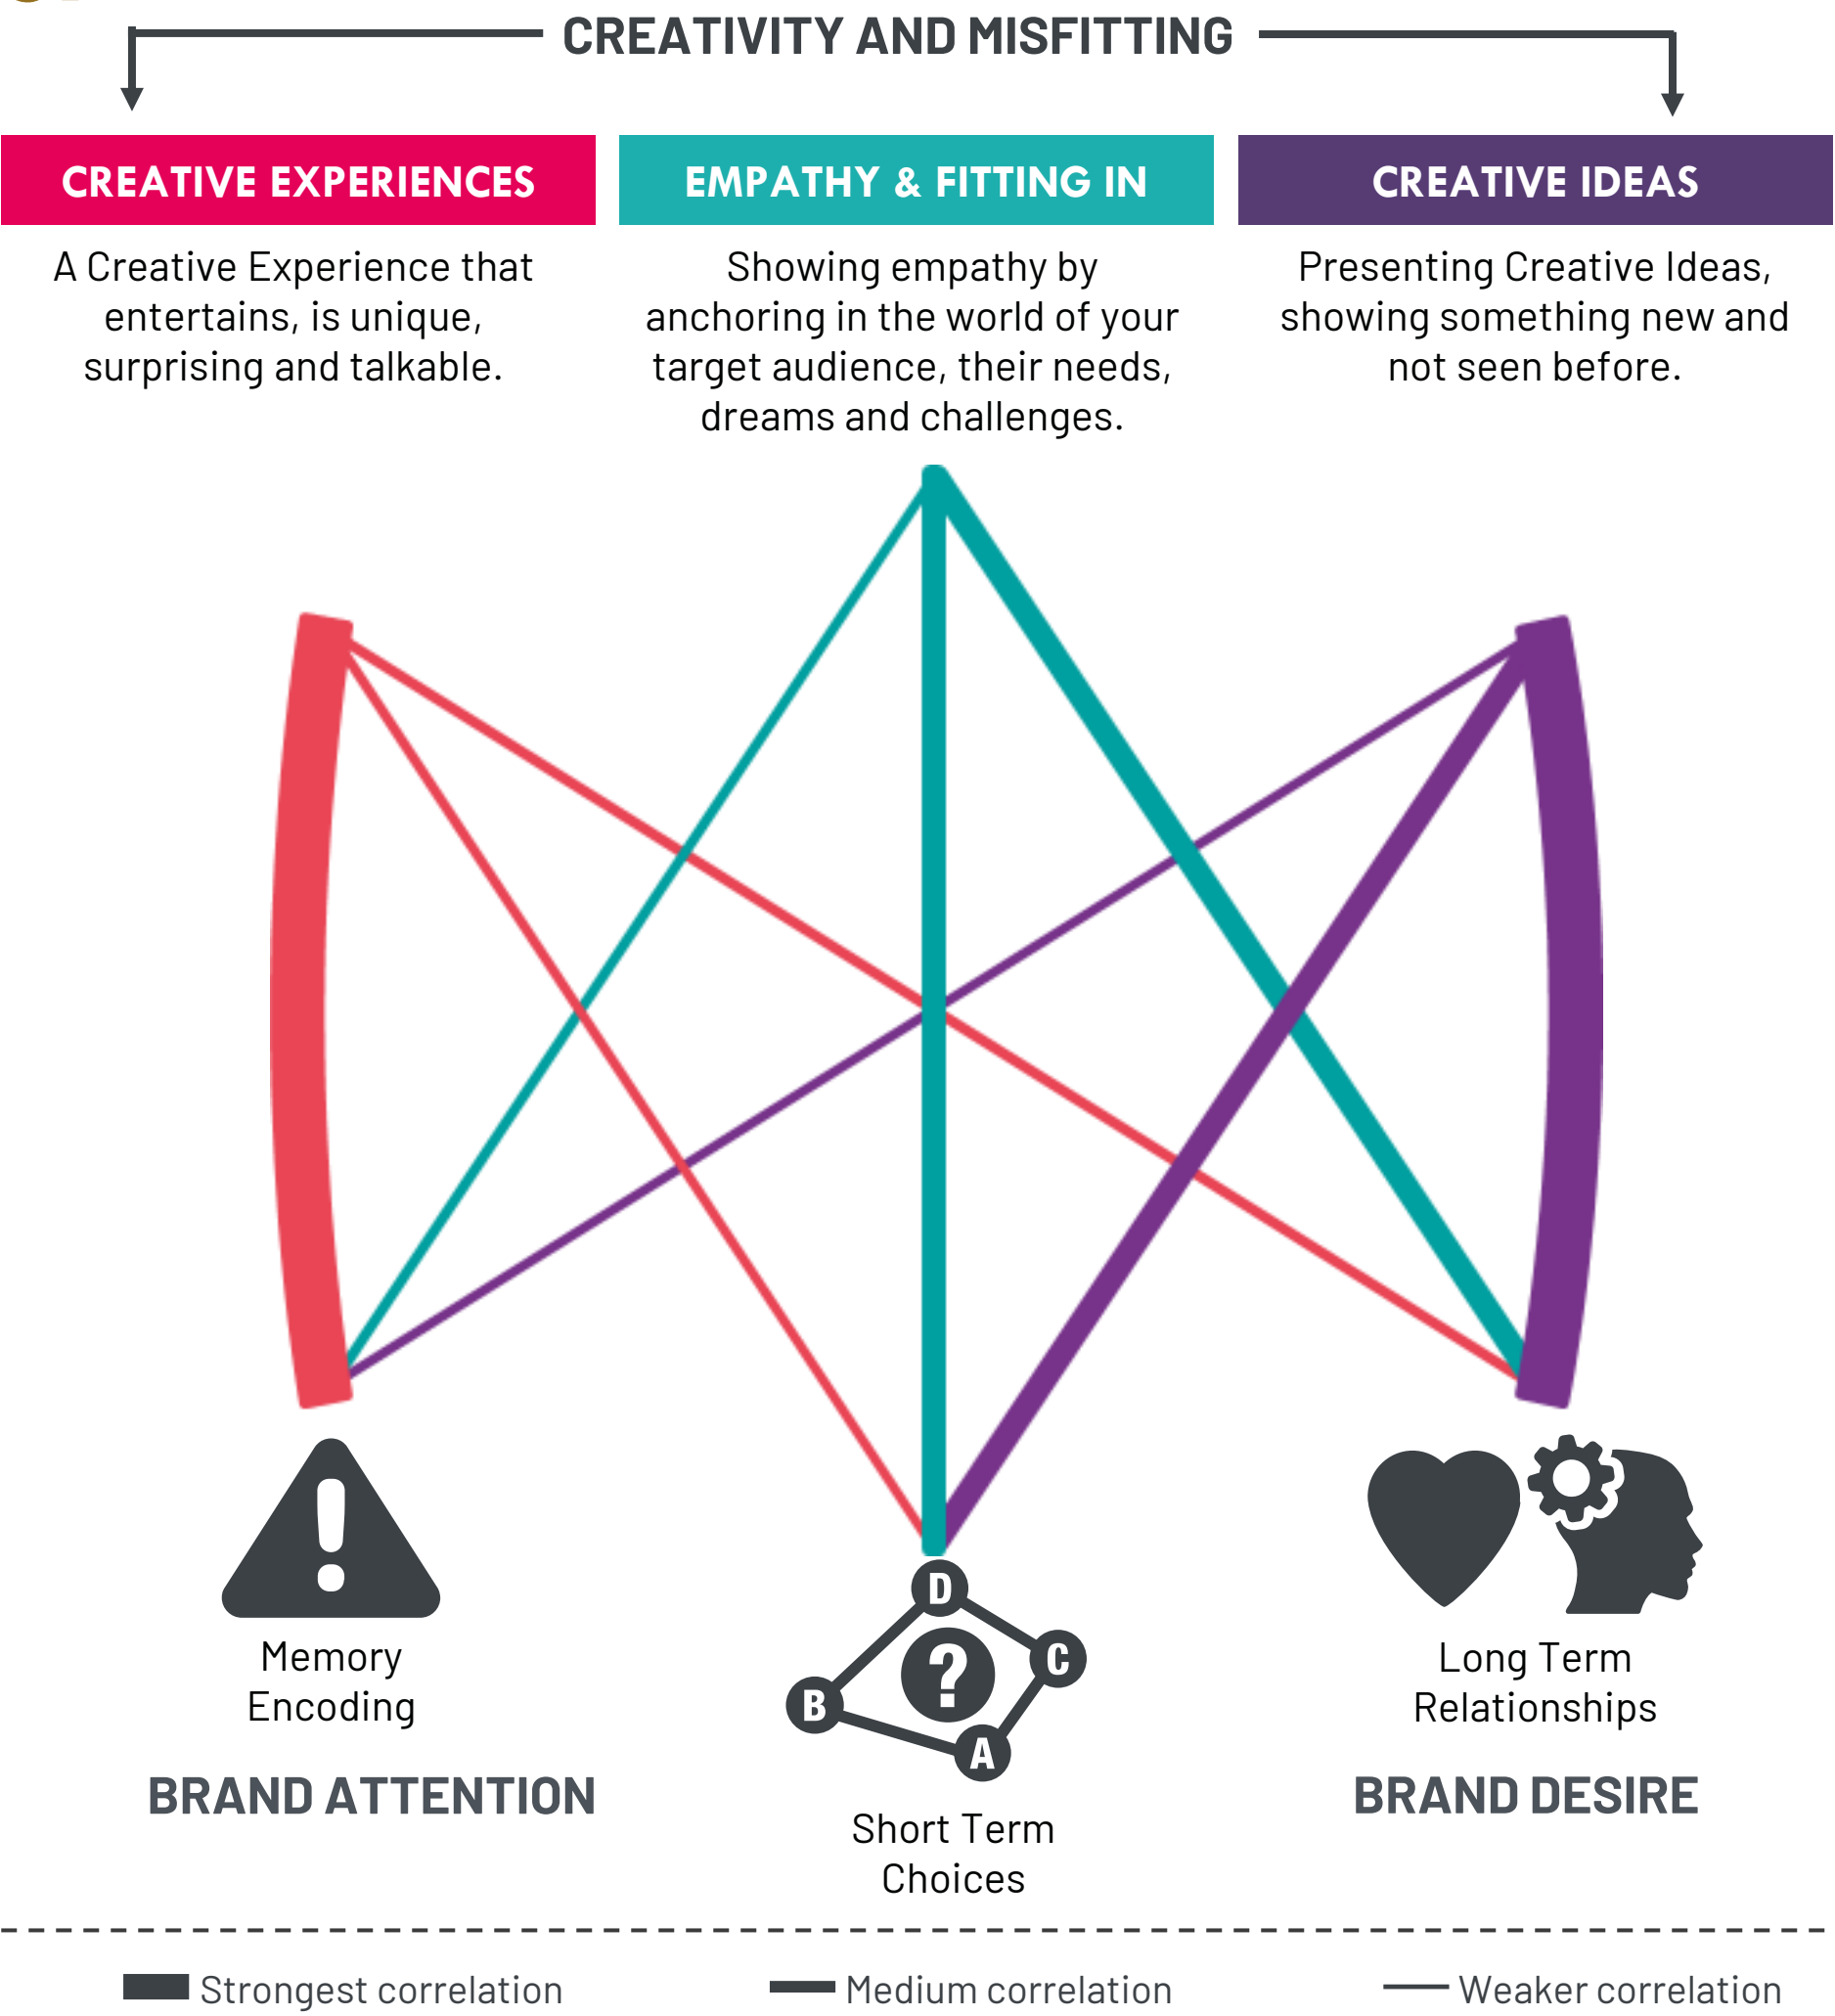 CREATIVITY AND MISFITTING
CREATIVE EXPERIENCES
A Creative Experience that
entertains, is unique,
surprising and talkable.
EMPATHY & FITTING IN
Showing empathy by
anchoring in the world of your
target audience, their needs,
dreams and challenges.
CREATIVE IDEAS
Presenting Creative Ideas,
showing something new and
not seen before.
Memory
Encoding
BRAND ATTENTION
D
C
?
B
A
Short Term
Choices
Long Term
Relationships
BRAND DESIRE
Strongest correlation
Medium correlation
Weaker correlation